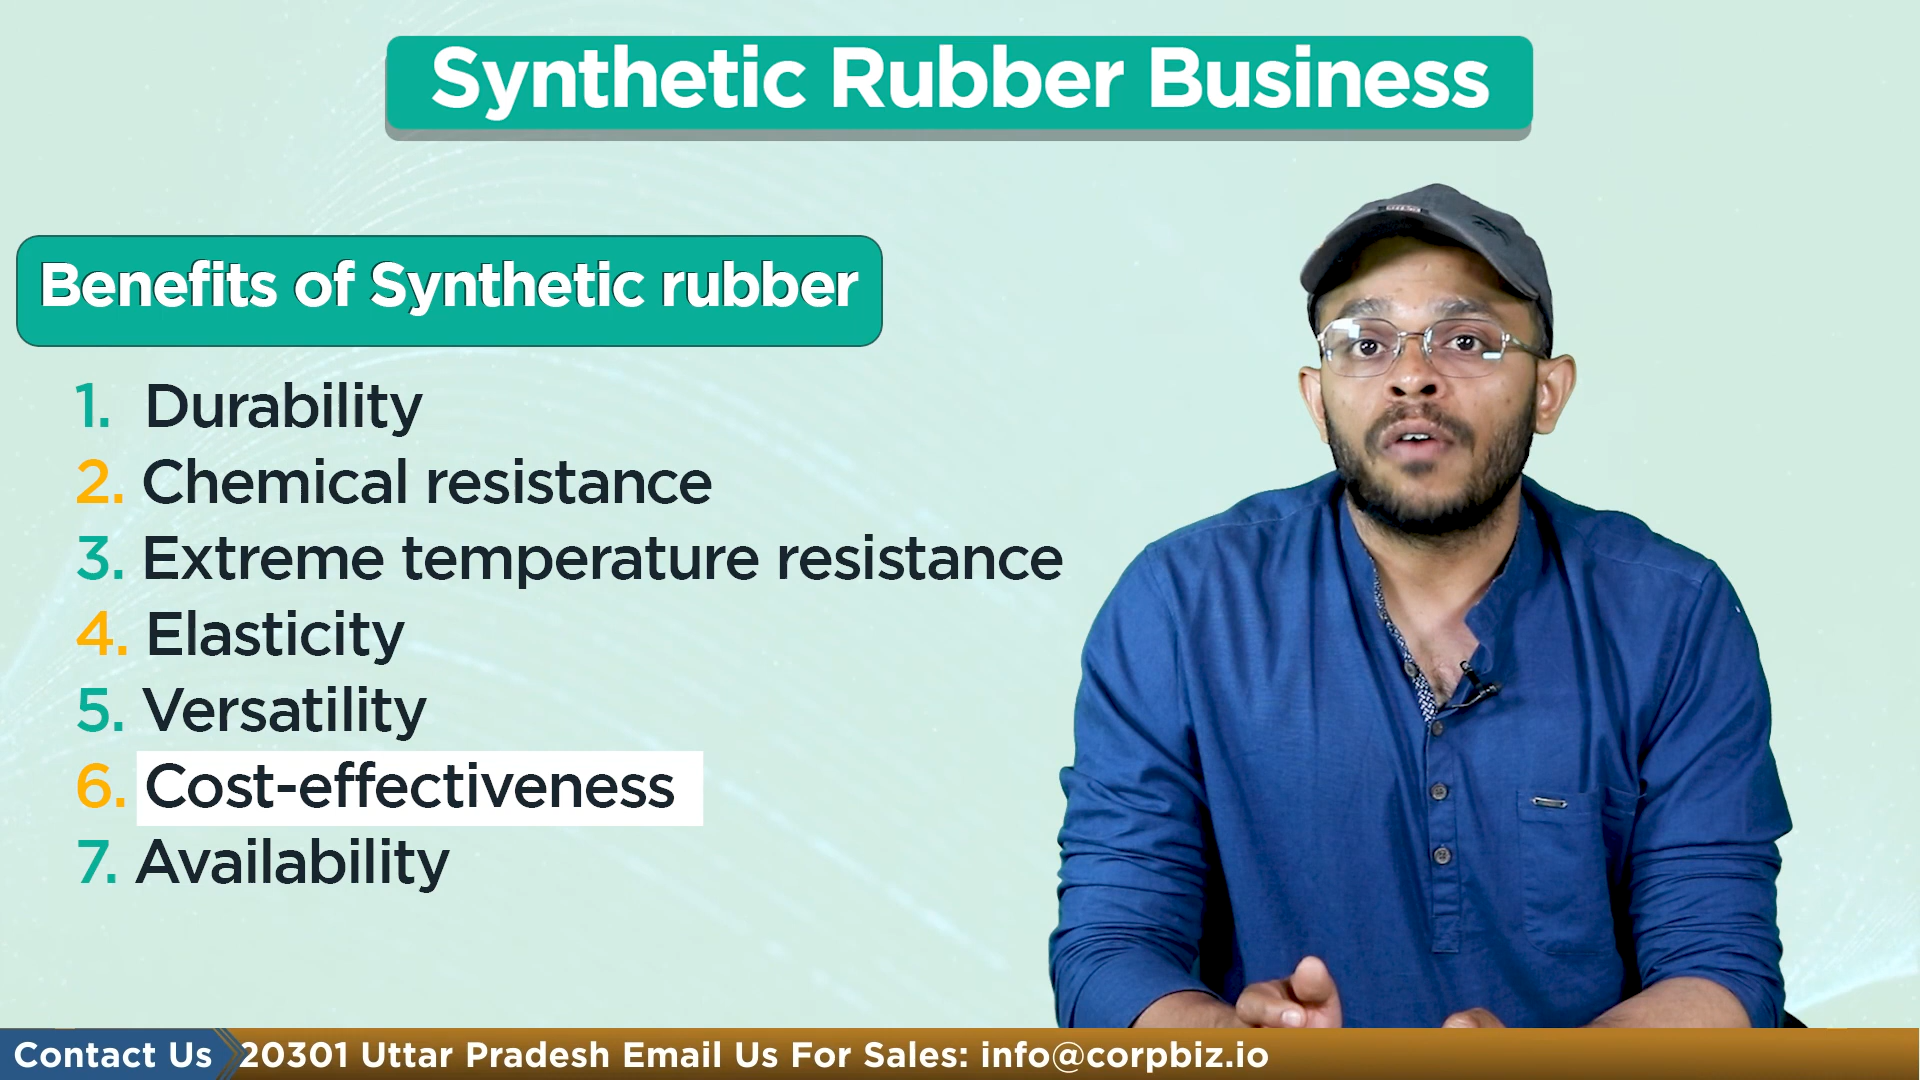 Synthetic Rubber Business
Benefits of Synthetic rubber
1. Durability
2. Chemical resistance
3. Extreme temperature resistance
4. Elasticity
5. Versatility
6. Cost-effectiveness
7. Availability
Contact Us 20301 Uttar Pradesh Email Us For Sales: info@corpbiz.io